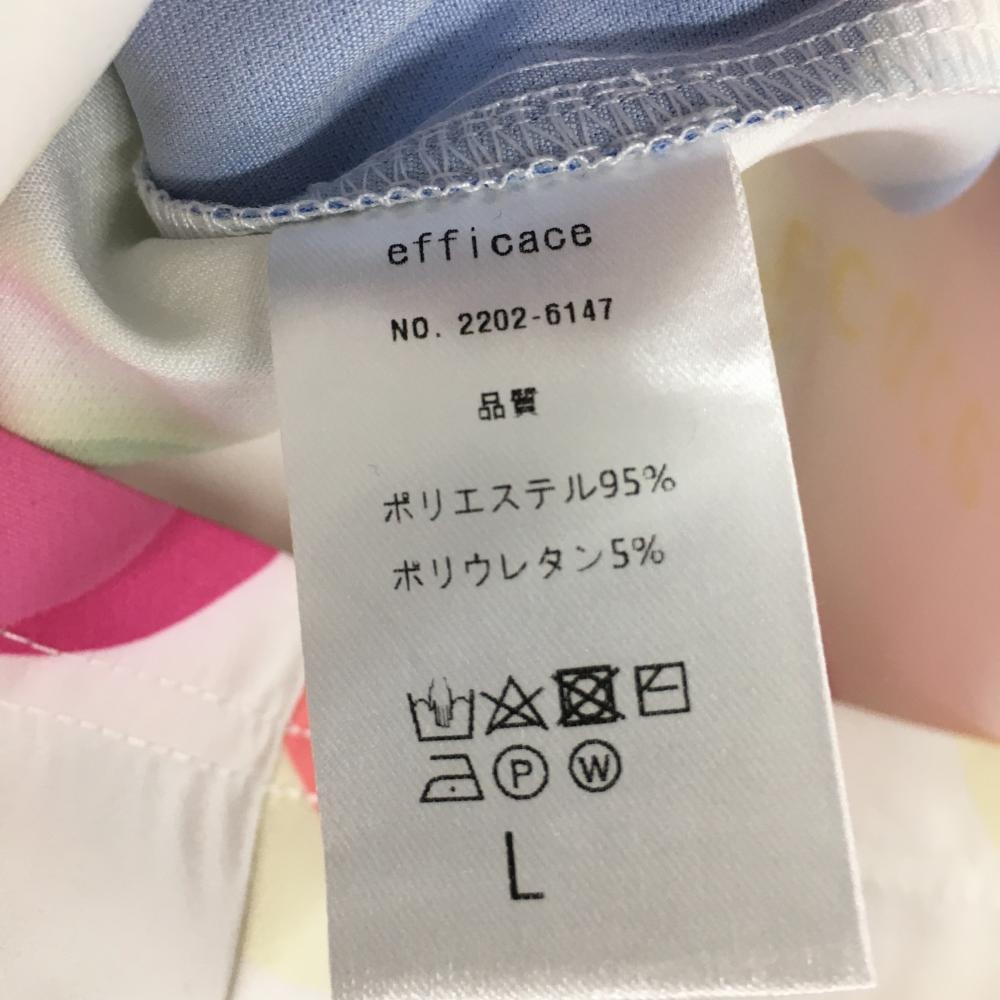 efficace
NO. 2202-6147
品質
ポリエステル95%
ポリウレタン5%
P W
L